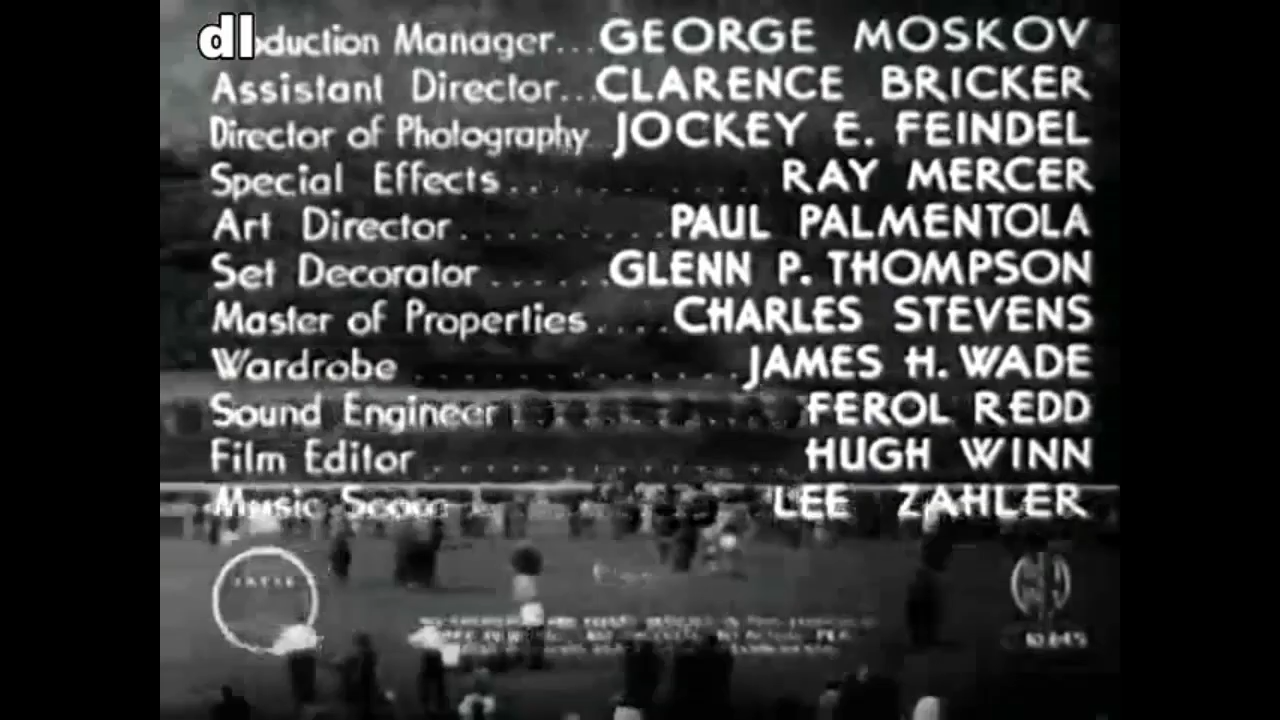 dl
oduction Manager...GEORGE MOSKOV
Assistant Director...CLARENCE BRICKER
Director of Photography..JOCKEY E. FEINDEL
Special Effects............RAY MERCER
Art Director.........PAUL PALMENTOLA
Set Decorator......GLENN P. THOMPSON
Master of Properties....CHARLES STEVENS
Wardrobe..............JAMES H. WADE
Sound Engineer..............FEROL REDD
Film Editor...............HUGH WINN
Music Score LEE ZAHLER